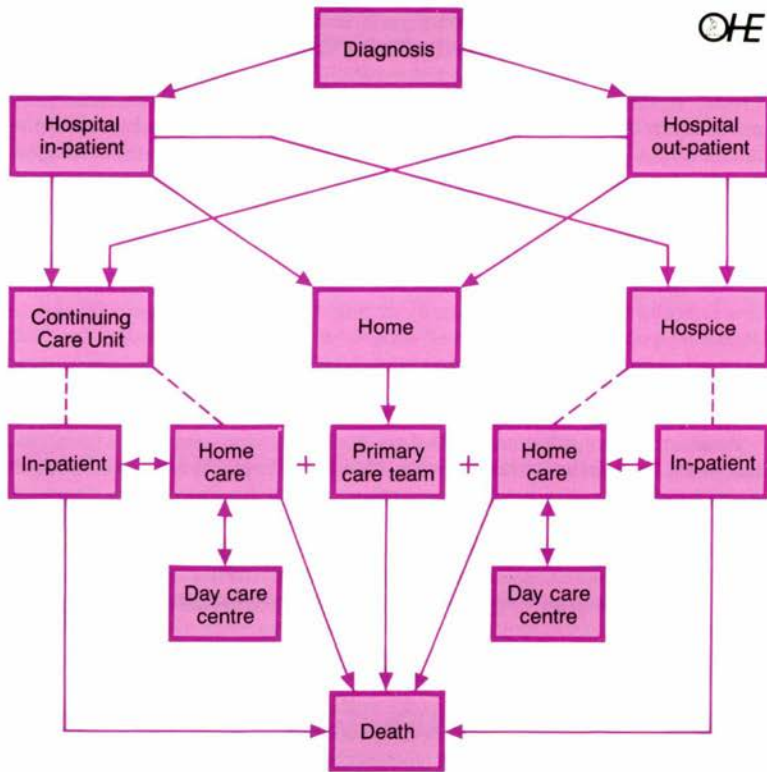 OHE
Diagnosis
Hospital
in-patient
Hospital
out-patient
Continuing
Care Unit
Home
Hospice
In-patient
Home
care
+
Primary
care team
+
Home
care
In-patient
Day care
centre
Day care
centre
Death